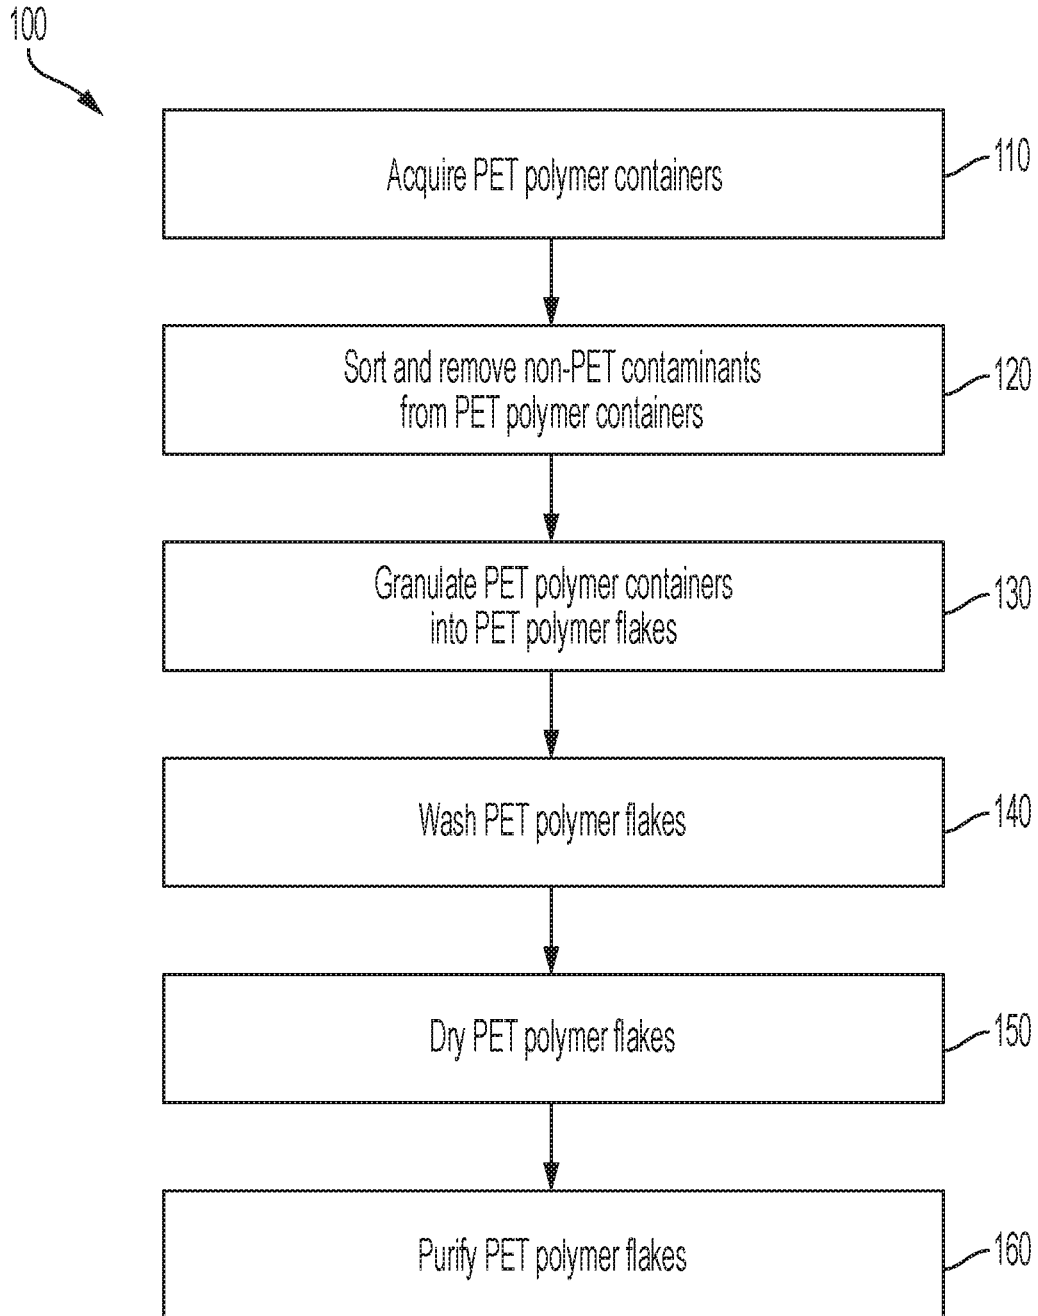 100
Acquire PET polymer containers
110
Sort and remove non-PET contaminants
from PET polymer containers
120
Granulate PET polymer containers
into PET polymer flakes
130
Wash PET polymer flakes
140
Dry PET polymer flakes
150
Purify PET polymer flakes
160